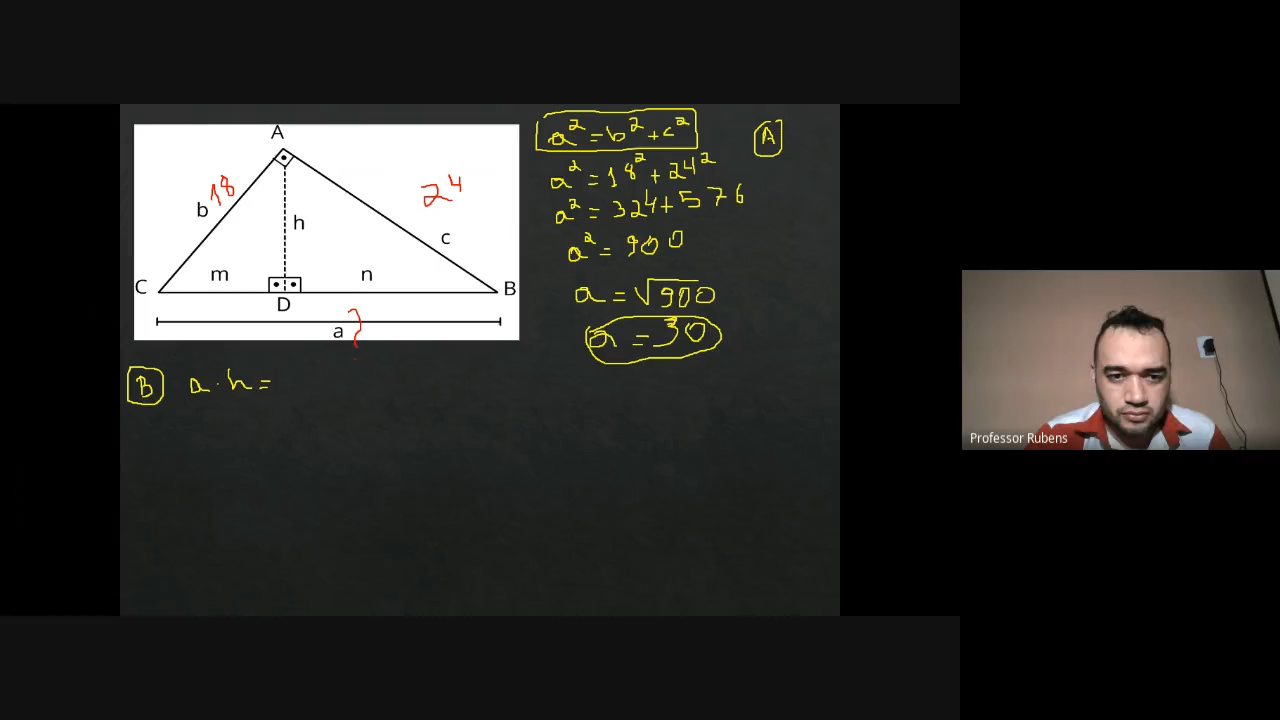 A
b 18
24
h
c
m
n
C
D
B
a ?
a² = b² + c²
A
a² = 18² + 24²
a² = 324 + 576
a² = 900
a = √900
a = 30
B a · h =
Professor Rubens